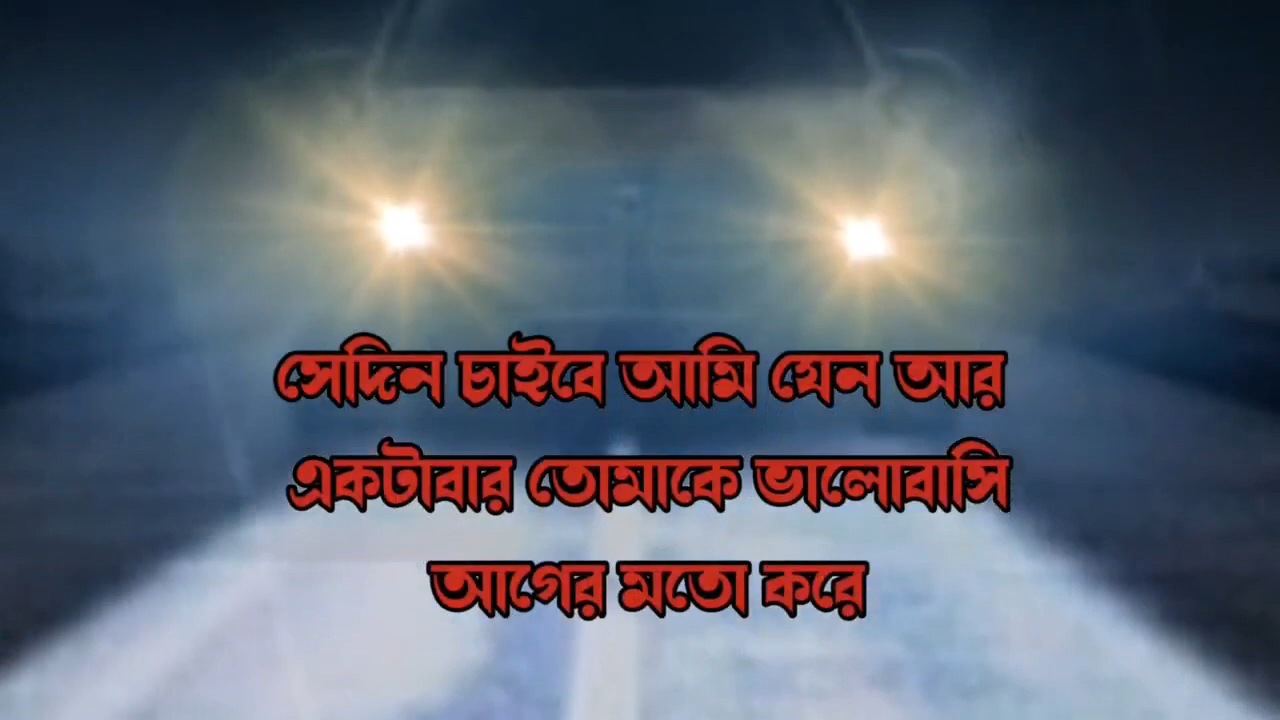 সেদিন চাইবে আমি যেন আর
একটাবার তোমাকে ভালোবাসি
আগের মতো করে